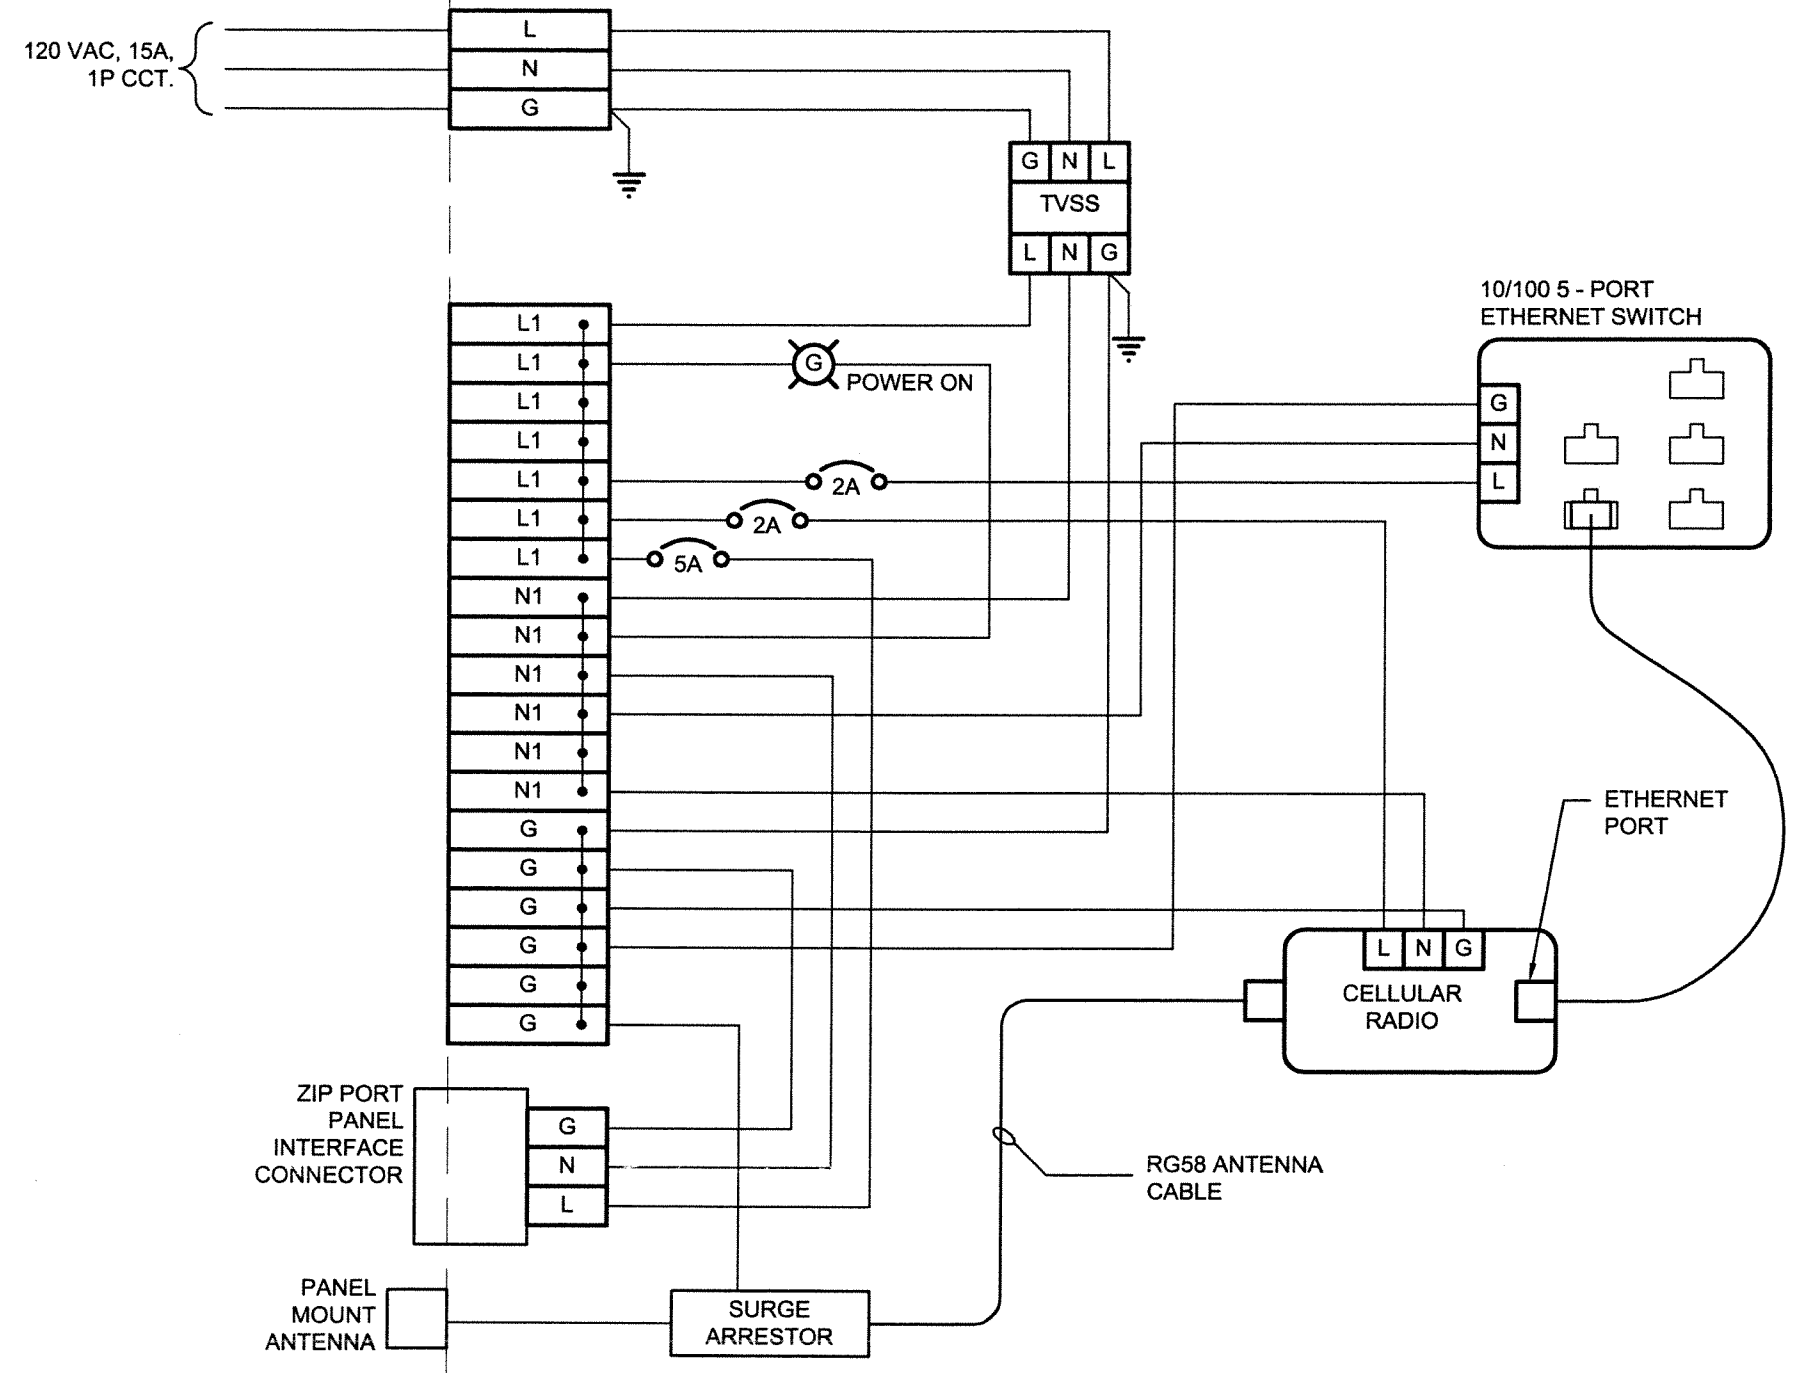 120 VAC, 15A,
1P CCT.
L
N
G
G N L
TVSS
L N G
10/100 5 - PORT
ETHERNET SWITCH
L1
L1
G
POWER ON
L1
G
L1
N
L1
2A
L
L1
2A
L1
5A
N1
N1
N1
N1
N1
N1
ETHERNET
PORT
G
G
G
G
G
G
L N G
CELLULAR
RADIO
ZIP PORT
PANEL
INTERFACE
CONNECTOR
G
N
L
RG58 ANTENNA
CABLE
PANEL
MOUNT
ANTENNA
SURGE
ARRESTOR